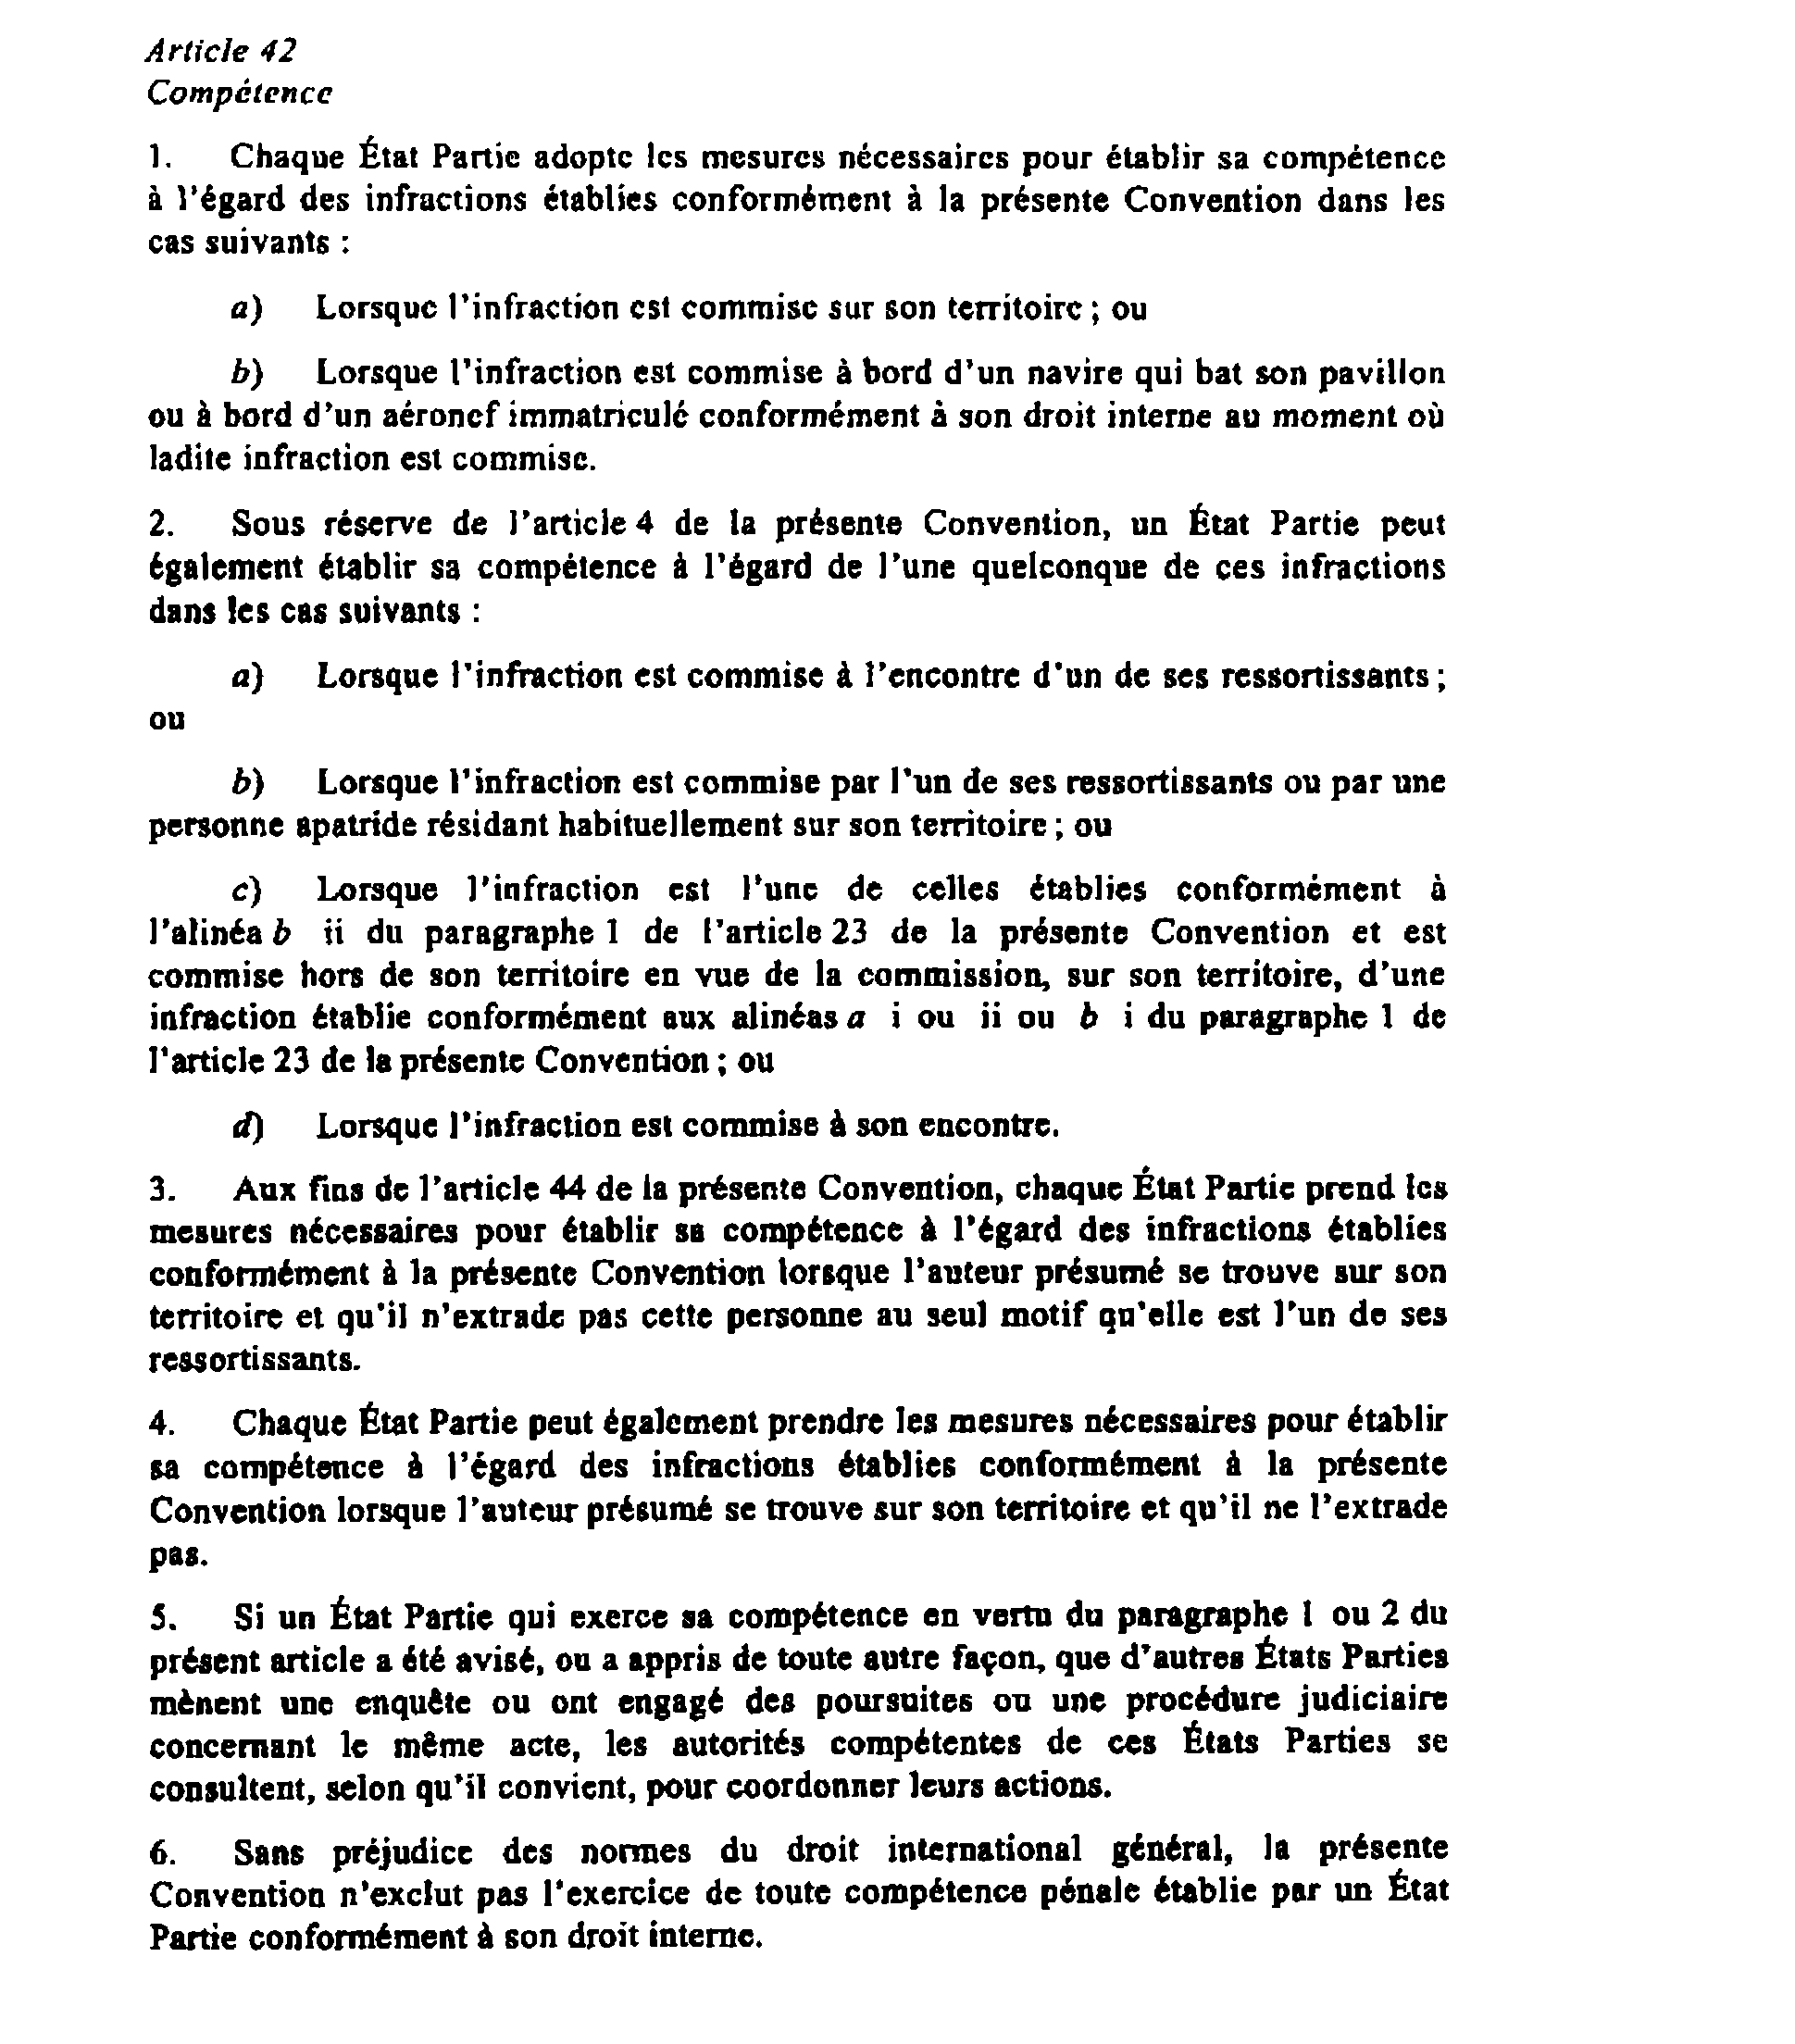 Article 42
Compétence
1. Chaque État Partie adopte les mesures nécessaires pour établir sa compétence
à l'égard des infractions établies conformément à la présente Convention dans les
cas suivants :
a) Lorsque l'infraction est commise sur son territoire ; ou
b) Lorsque l'infraction est commise à bord d'un navire qui bat son pavillon
ou à bord d'un aéronef immatriculé conformément à son droit interne au moment où
ladite infraction est commise.
2. Sous réserve de l'article 4 de la présente Convention, un État Partie peut
également établir sa compétence à l'égard de l'une quelconque de ces infractions
dans les cas suivants :
a) Lorsque l'infraction est commise à l'encontre d'un de ses ressortissants ;
ou
b) Lorsque l'infraction est commise par l'un de ses ressortissants ou par une
personne apatride résidant habituellement sur son territoire ; ou
c) Lorsque l'infraction est l'une de celles établies conformément à
l'alinéa b ii du paragraphe 1 de l'article 23 de la présente Convention et est
commise hors de son territoire en vue de la commission, sur son territoire, d'une
infraction établie conformément aux alinéas a i ou ii ou b i du paragraphe 1 de
l'article 23 de la présente Convention ; ou
d) Lorsque l'infraction est commise à son encontre.
3. Aux fins de l'article 44 de la présente Convention, chaque État Partie prend les
mesures nécessaires pour établir sa compétence à l'égard des infractions établies
conformément à la présente Convention lorsque l'auteur présumé se trouve sur son
territoire et qu'il n'extrade pas cette personne au seul motif qu'elle est l'un de ses
ressortissants.
4. Chaque État Partie peut également prendre les mesures nécessaires pour établir
sa compétence à l'égard des infractions établies conformément à la présente
Convention lorsque l'auteur présumé se trouve sur son territoire et qu'il ne l'extrade
pas.
5. Si un État Partie qui exerce sa compétence en vertu du paragraphe 1 ou 2 du
présent article a été avisé, ou a appris de toute autre façon, que d'autres États Parties
mènent une enquête ou ont engagé des poursuites ou une procédure judiciaire
concernant le même acte, les autorités compétentes de ces États Parties se
consultent, selon qu'il convient, pour coordonner leurs actions.
6. Sans préjudice des normes du droit international général, la présente
Convention n'exclut pas l'exercice de toute compétence pénale établie par un État
Partie conformément à son droit interne.